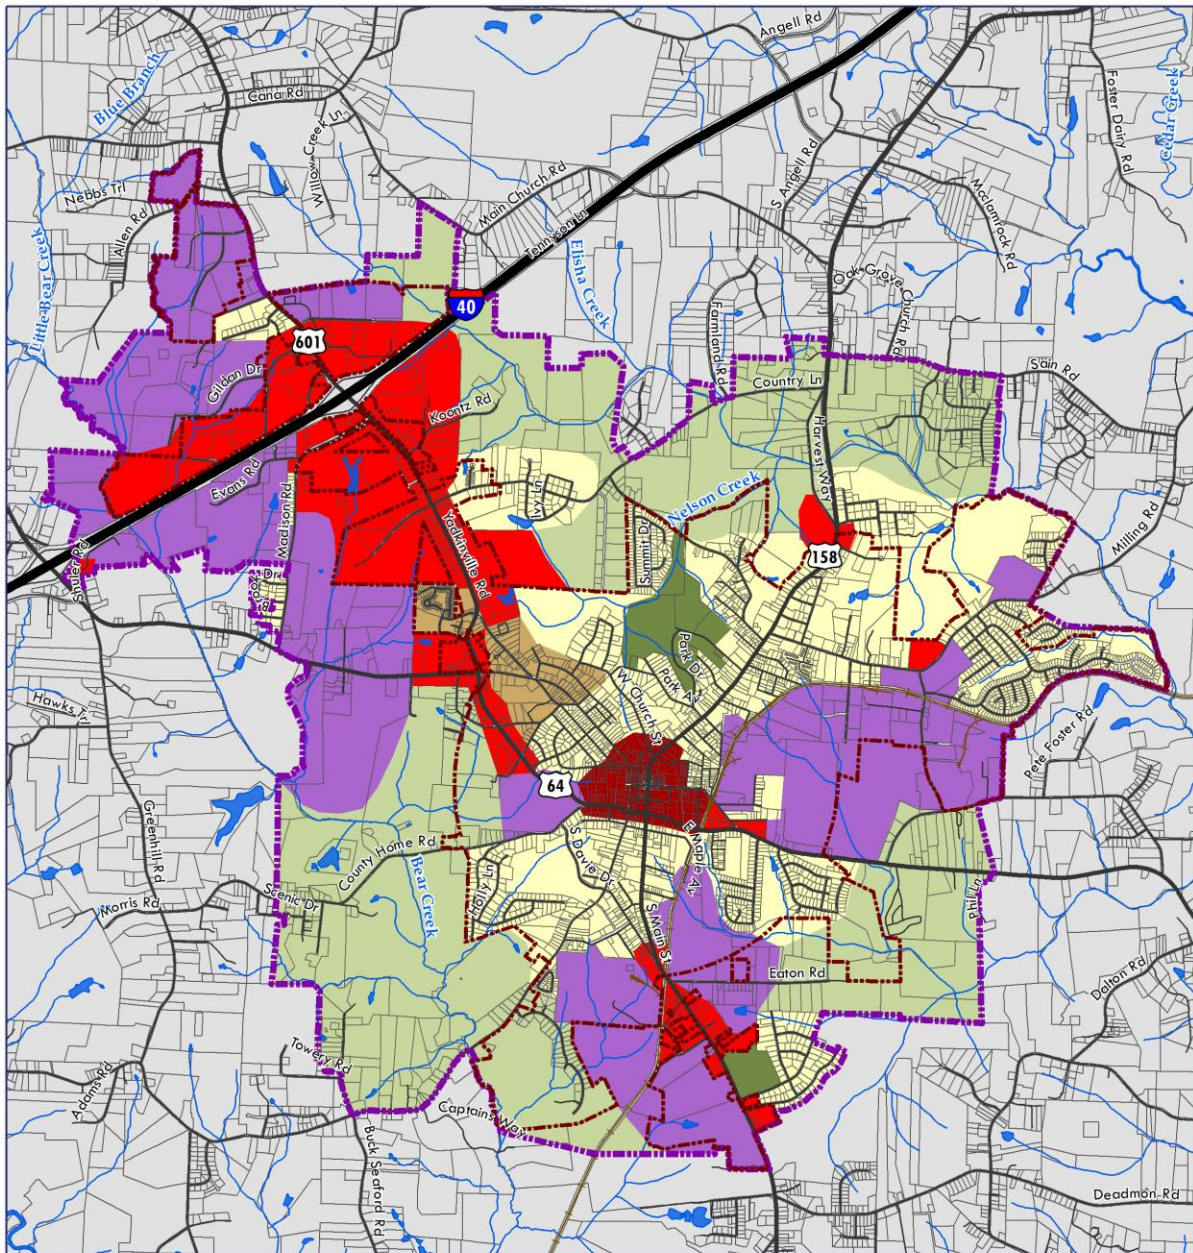 Angell Rd
Cana Rd
Blue Branch
Foster Dairy Rd
Cedar Creek
Willow Creek Ln
S Angell Rd
Nebbs Trl
Main Church Rd
Mcclamrock Rd
Allen Rd
Tennyson Ln
Elisha Creek
Oak Grove Church Rd
Little Bear Creek
40
Farmland Rd
601
Sain Rd
Gildan Dr
Country Ln
Koontz Rd
Harvest Way
Evans Rd
Ivy Ln
Nelson Creek
Madison Rd
Yadkinville Rd
Summit Dr
Milling Rd
158
Shuler Rd
Brook Dr
Park Dr
Park Av
W Church St
Hawks Trl
Pete Foster Rd
64
Greenhill Rd
E Maple Av
S Davie Dr
County Home Rd
Bear Creek
Holly Ln
Scenic Dr
Morris Rd
Phil Ln
S Main St
Eaton Rd
Dalton Rd
Towery Rd
Adams Rd
Captains Way
Buck Seaford Rd
Deadmon Rd